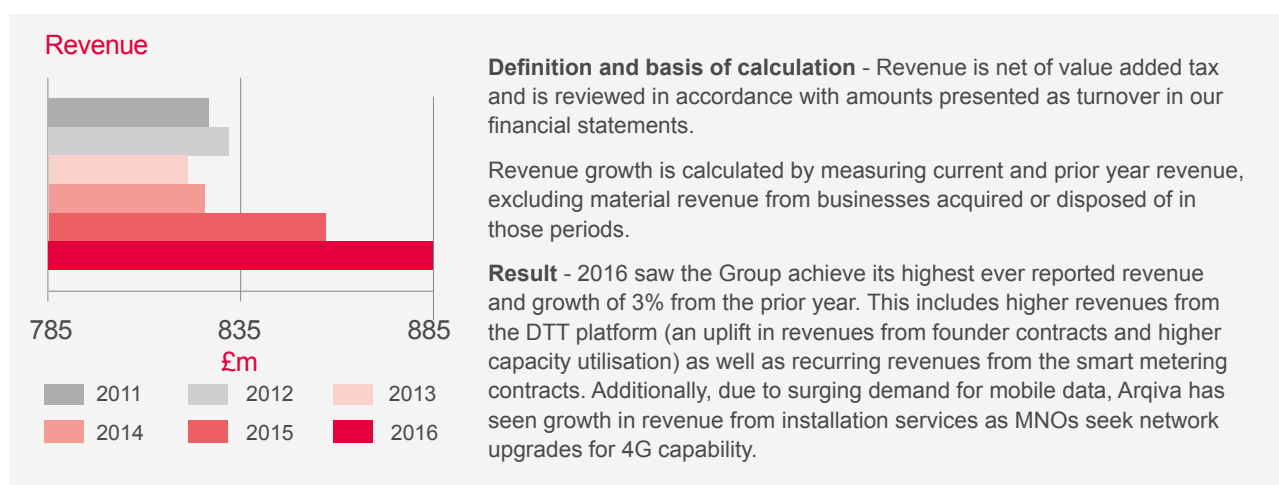 Revenue
785 835 885
£m
2011 2012 2013
2014 2015 2016
Definition and basis of calculation - Revenue is net of value added tax
and is reviewed in accordance with amounts presented as turnover in our
financial statements.
Revenue growth is calculated by measuring current and prior year revenue,
excluding material revenue from businesses acquired or disposed of in
those periods.
Result - 2016 saw the Group achieve its highest ever reported revenue
and growth of 3% from the prior year. This includes higher revenues from
the DTT platform (an uplift in revenues from founder contracts and higher
capacity utilisation) as well as recurring revenues from the smart metering
contracts. Additionally, due to surging demand for mobile data, Arqiva has
seen growth in revenue from installation services as MNOs seek network
upgrades for 4G capability.